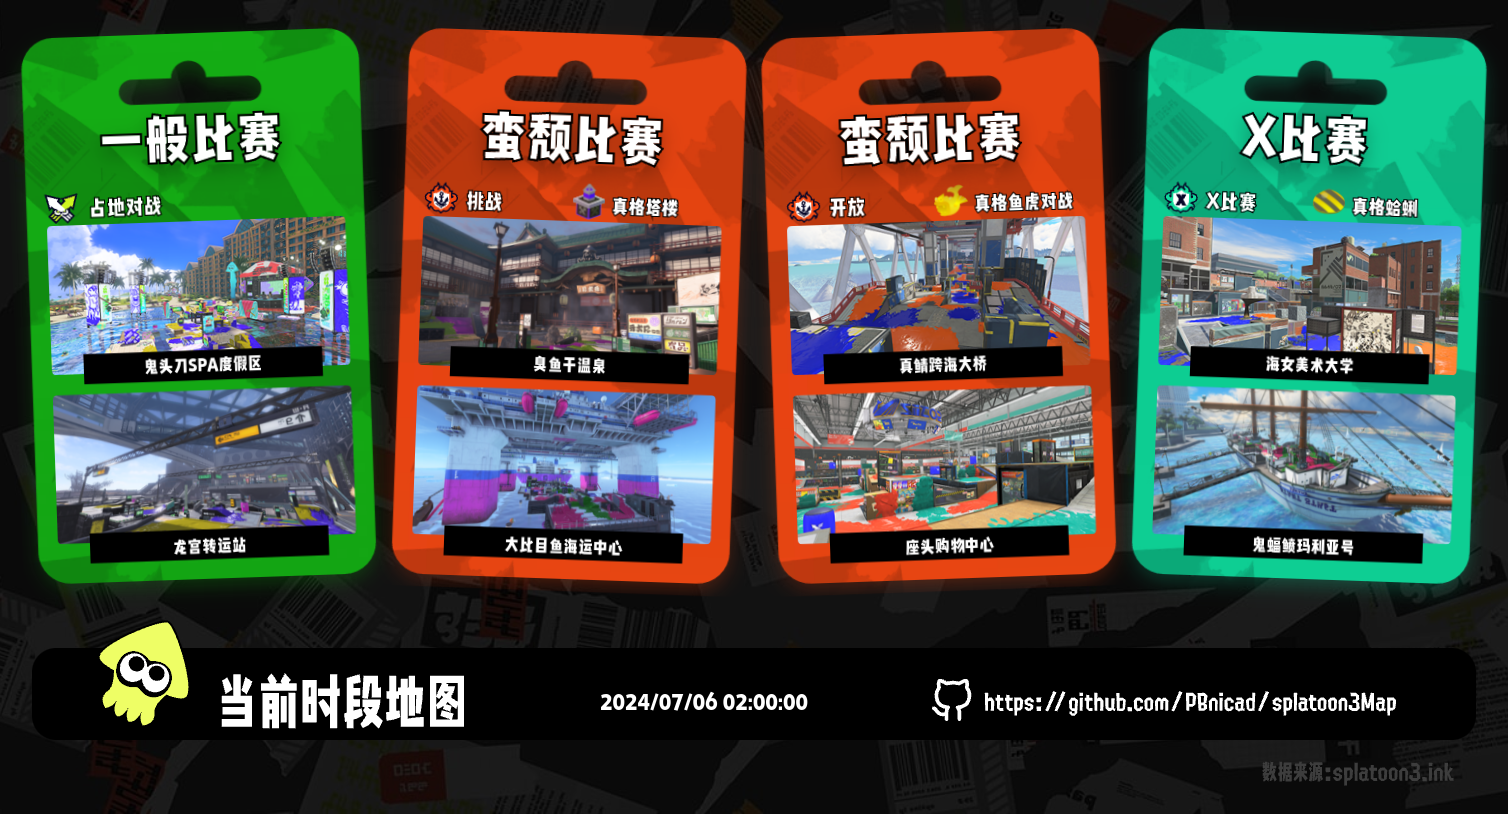 一般比赛
占地对战
鬼头刀SPA度假区
龙宫转运站
蛮颓比赛
挑战
真格塔楼
臭鱼干温泉
大比目鱼海运中心
蛮颓比赛
开放
真格鱼虎对战
真鲷跨海大桥
座头购物中心
X比赛
X比赛
真格蛤蜊
海女美术大学
鬼蝠鲼玛利亚号
当前时段地图
2024/07/06 02:00:00
https://github.com/PBnicad/splatoon3Map
数据来源:splatoon3.ink